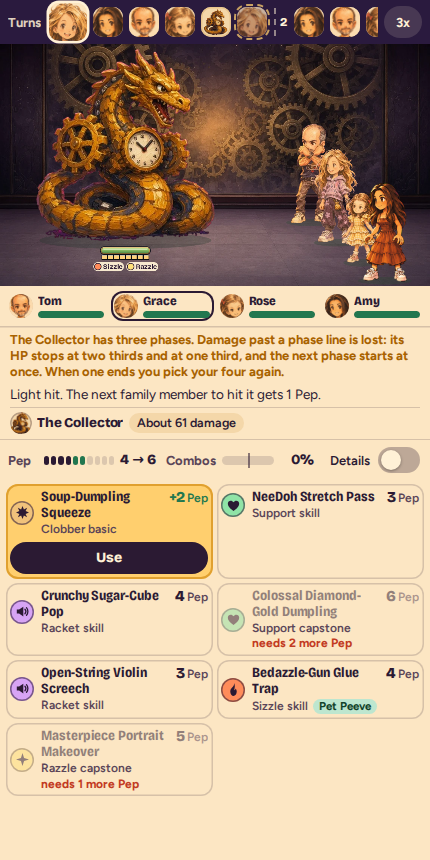 Turns
2
3x
Sizzle
Razzle
Tom
Grace
Rose
Amy
The Collector has three phases. Damage past a phase line is lost: its
HP stops at two thirds and at one third, and the next phase starts at
once. When one ends you pick your four again.
Light hit. The next family member to hit it gets 1 Pep.
The Collector
About 61 damage
Pep
4 → 6
Combos
0%
Details
Soup-Dumpling
Squeeze
+2 Pep
Clobber basic
Use
NeeDoh Stretch Pass
3 Pep
Support skill
Crunchy Sugar-Cube
Pop
4 Pep
Racket skill
Colossal Diamond-
Gold Dumpling
6 Pep
Support capstone
needs 2 more Pep
Open-String Violin
Screech
3 Pep
Racket skill
Bedazzle-Gun Glue
Trap
4 Pep
Sizzle skill
Pet Peeve
Masterpiece Portrait
Makeover
5 Pep
Razzle capstone
needs 1 more Pep